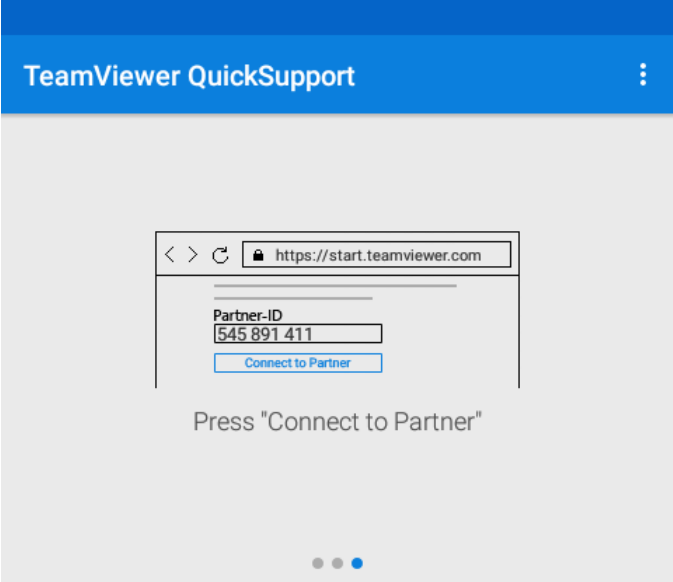 TeamViewer QuickSupport
https://start.teamviewer.com
Partner-ID
545 891 411
Connect to Partner
Press "Connect to Partner"